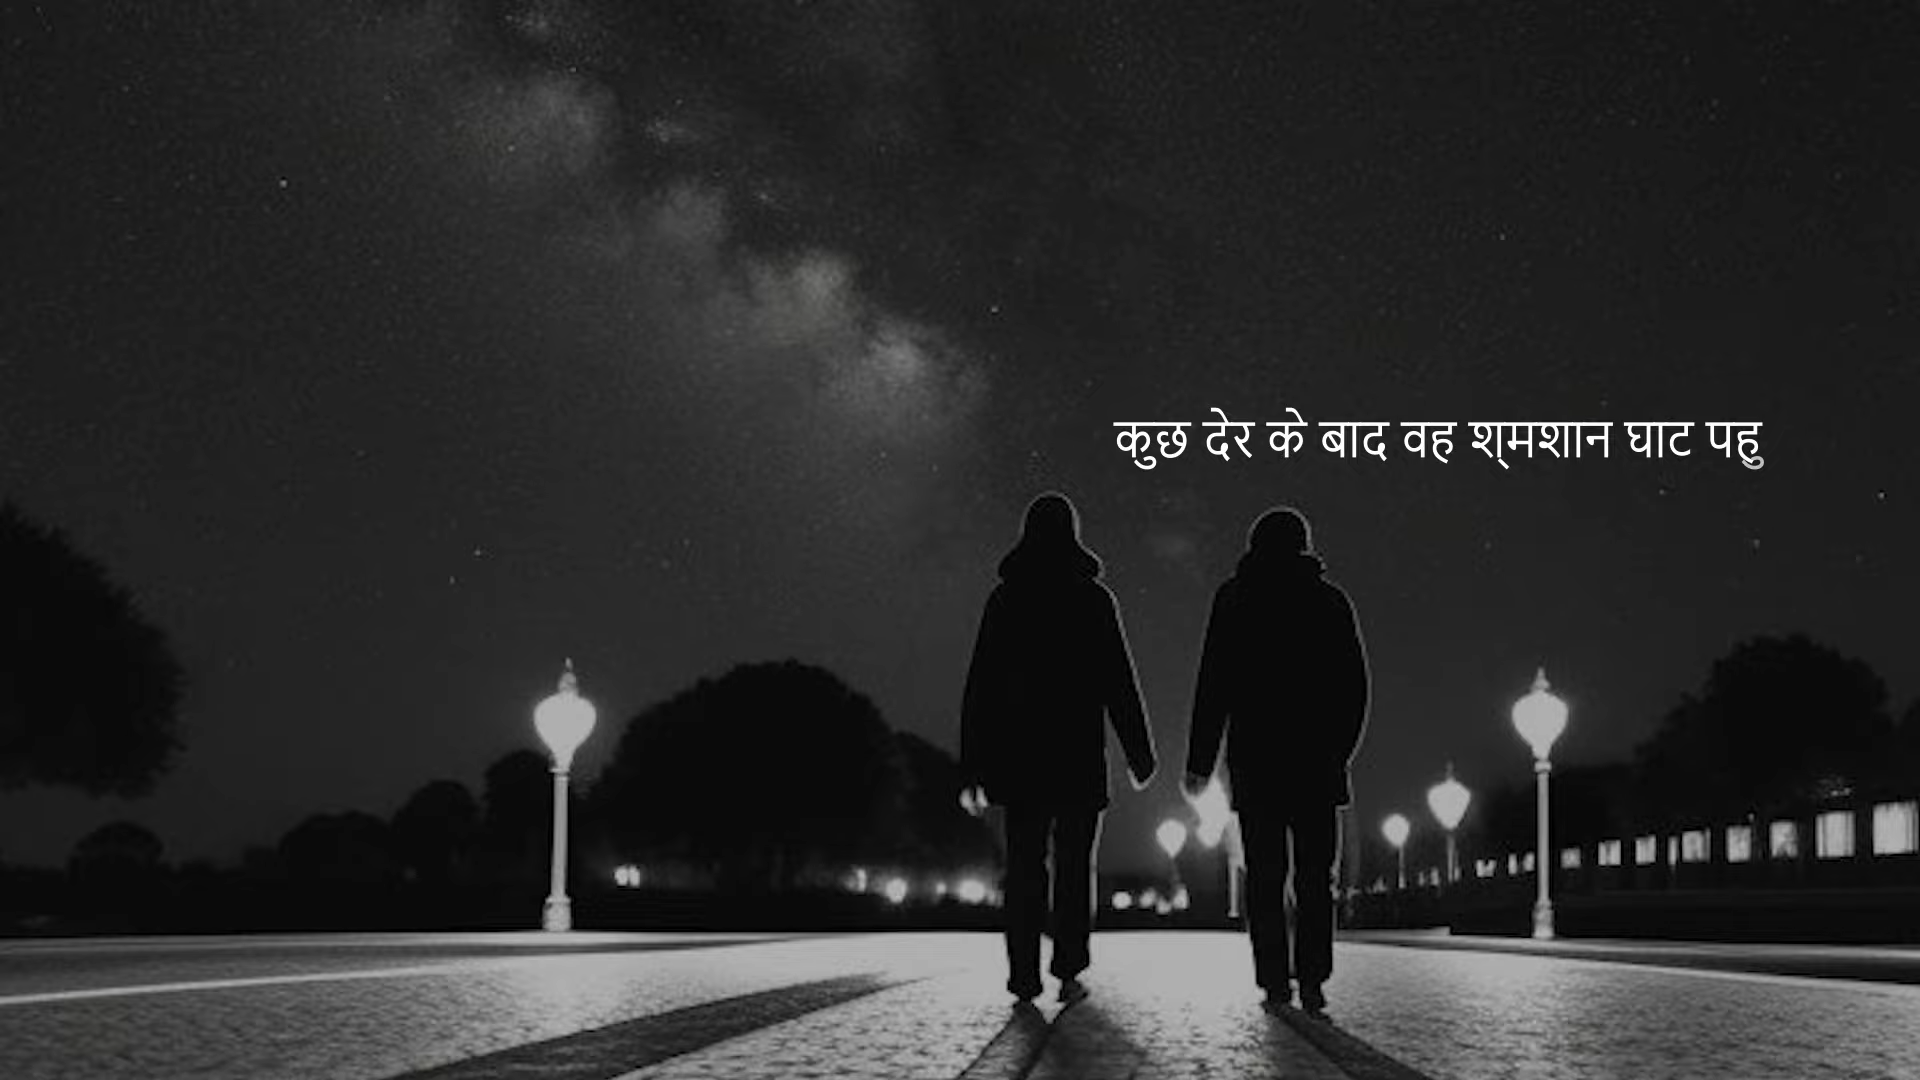 कुछ देर के बाद वह श्मशान घाट पहु